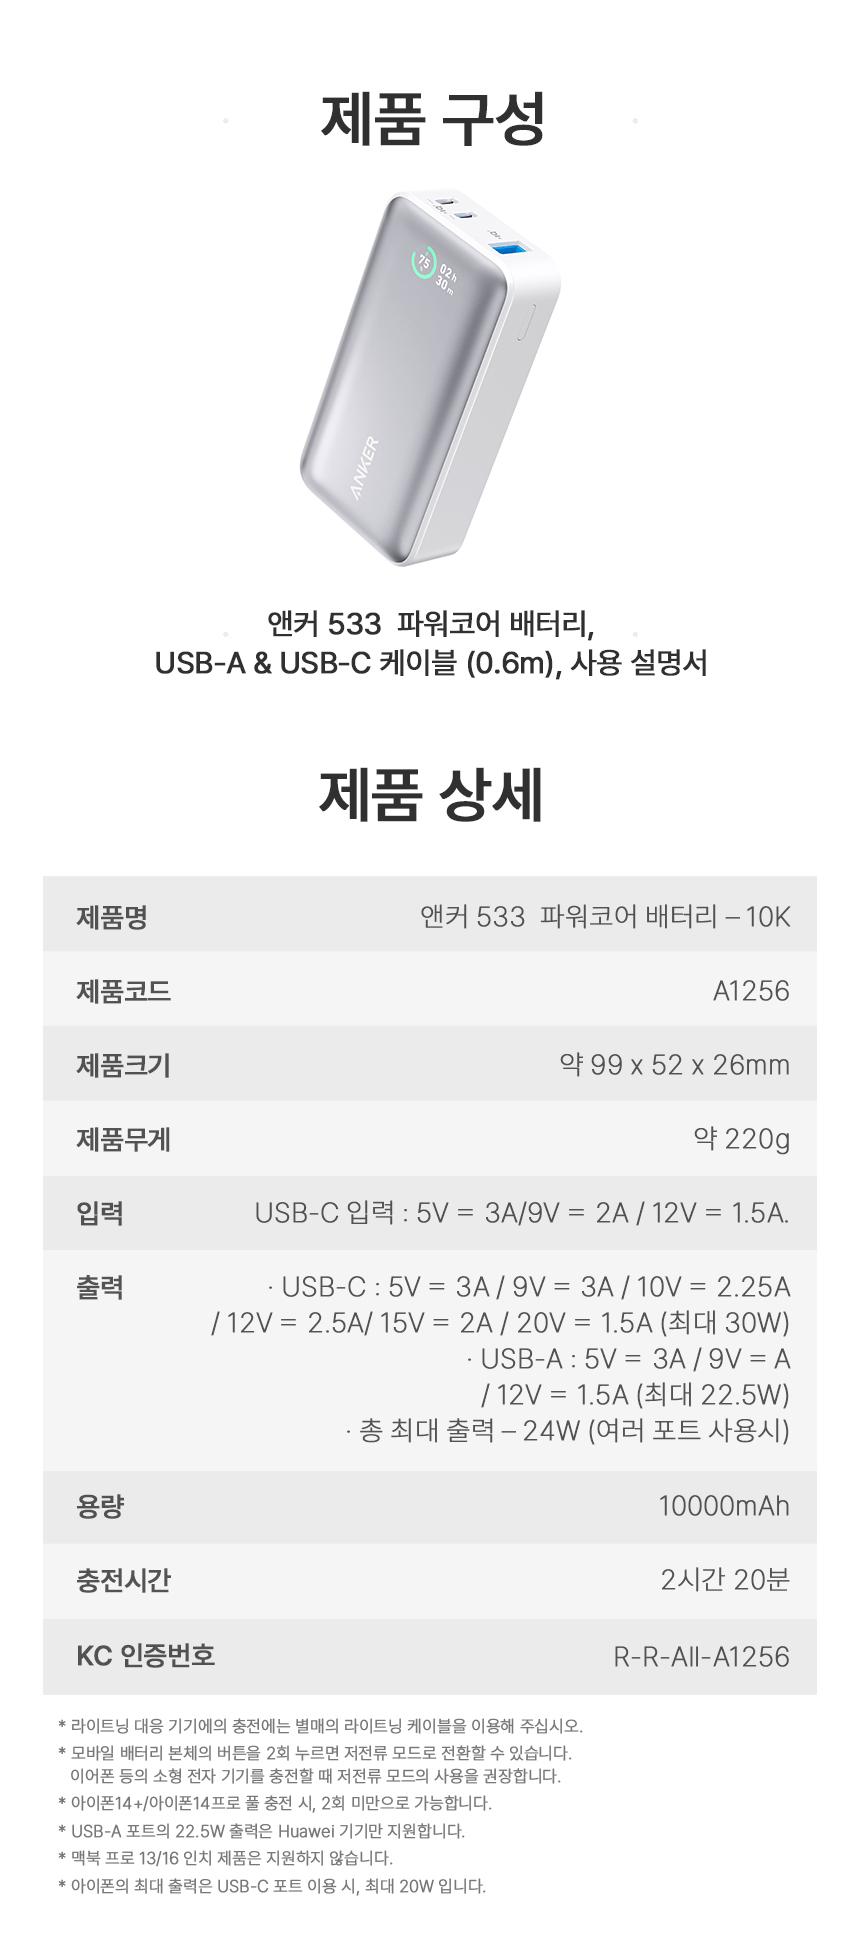 제품 구성
75
02h
30m
ANKER
앤커 533 파워코어 배터리,
USB-A & USB-C 케이블 (0.6m), 사용 설명서
제품 상세
제품명 앤커 533 파워코어 배터리 – 10K
제품코드 A1256
제품크기 약 99 x 52 x 26mm
제품무게 약 220g
입력 USB-C 입력 : 5V = 3A/9V = 2A / 12V = 1.5A.
출력 · USB-C : 5V = 3A / 9V = 3A / 10V = 2.25A
/ 12V = 2.5A/ 15V = 2A / 20V = 1.5A (최대 30W)
· USB-A : 5V = 3A / 9V = A
/ 12V = 1.5A (최대 22.5W)
· 총 최대 출력 – 24W (여러 포트 사용시)
용량 10000mAh
충전시간 2시간 20분
KC 인증번호 R-R-All-A1256
* 라이트닝 대응 기기에의 충전에는 별매의 라이트닝 케이블을 이용해 주십시오.
* 모바일 배터리 본체의 버튼을 2회 누르면 저전류 모드로 전환할 수 있습니다.
이어폰 등의 소형 전자 기기를 충전할 때 저전류 모드의 사용을 권장합니다.
* 아이폰14+/아이폰14프로 풀 충전 시, 2회 미만으로 가능합니다.
* USB-A 포트의 22.5W 출력은 Huawei 기기만 지원합니다.
* 맥북 프로 13/16 인치 제품은 지원하지 않습니다.
* 아이폰의 최대 출력은 USB-C 포트 이용 시, 최대 20W 입니다.